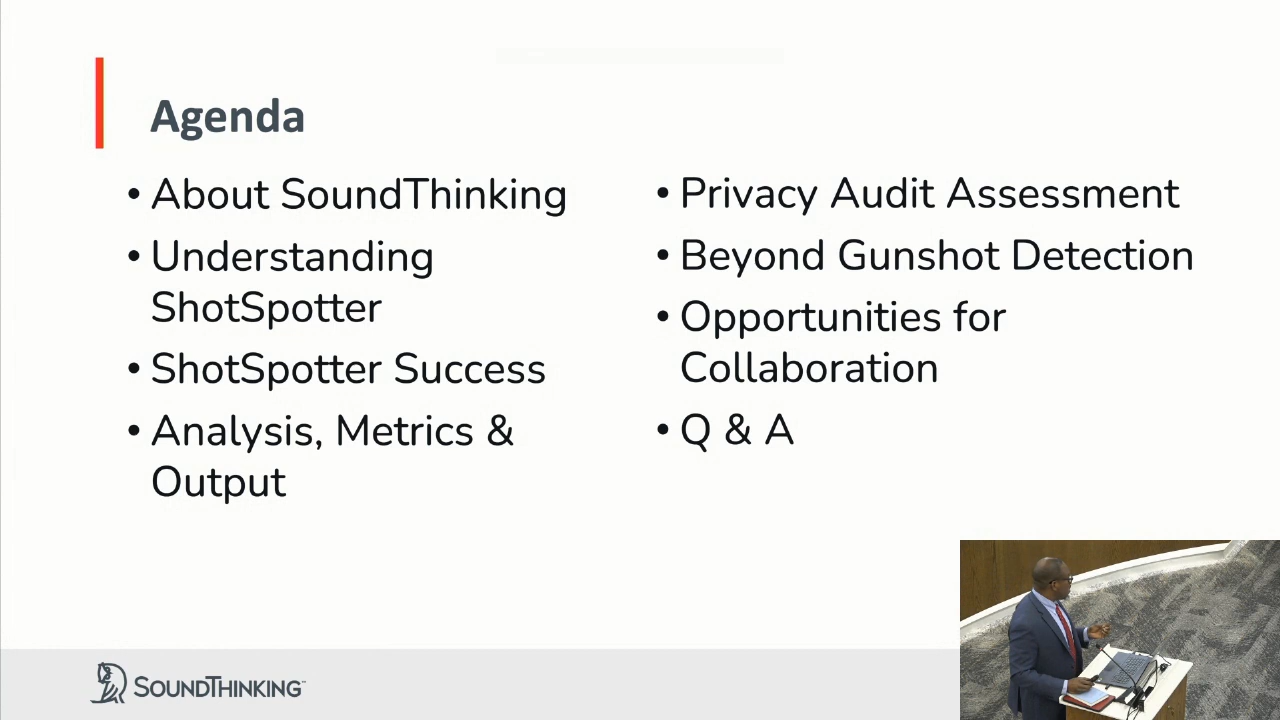 Agenda
• About SoundThinking
• Understanding
ShotSpotter
• ShotSpotter Success
• Analysis, Metrics &
Output
• Privacy Audit Assessment
• Beyond Gunshot Detection
• Opportunities for
Collaboration
• Q & A
SOUNDTHINKING™